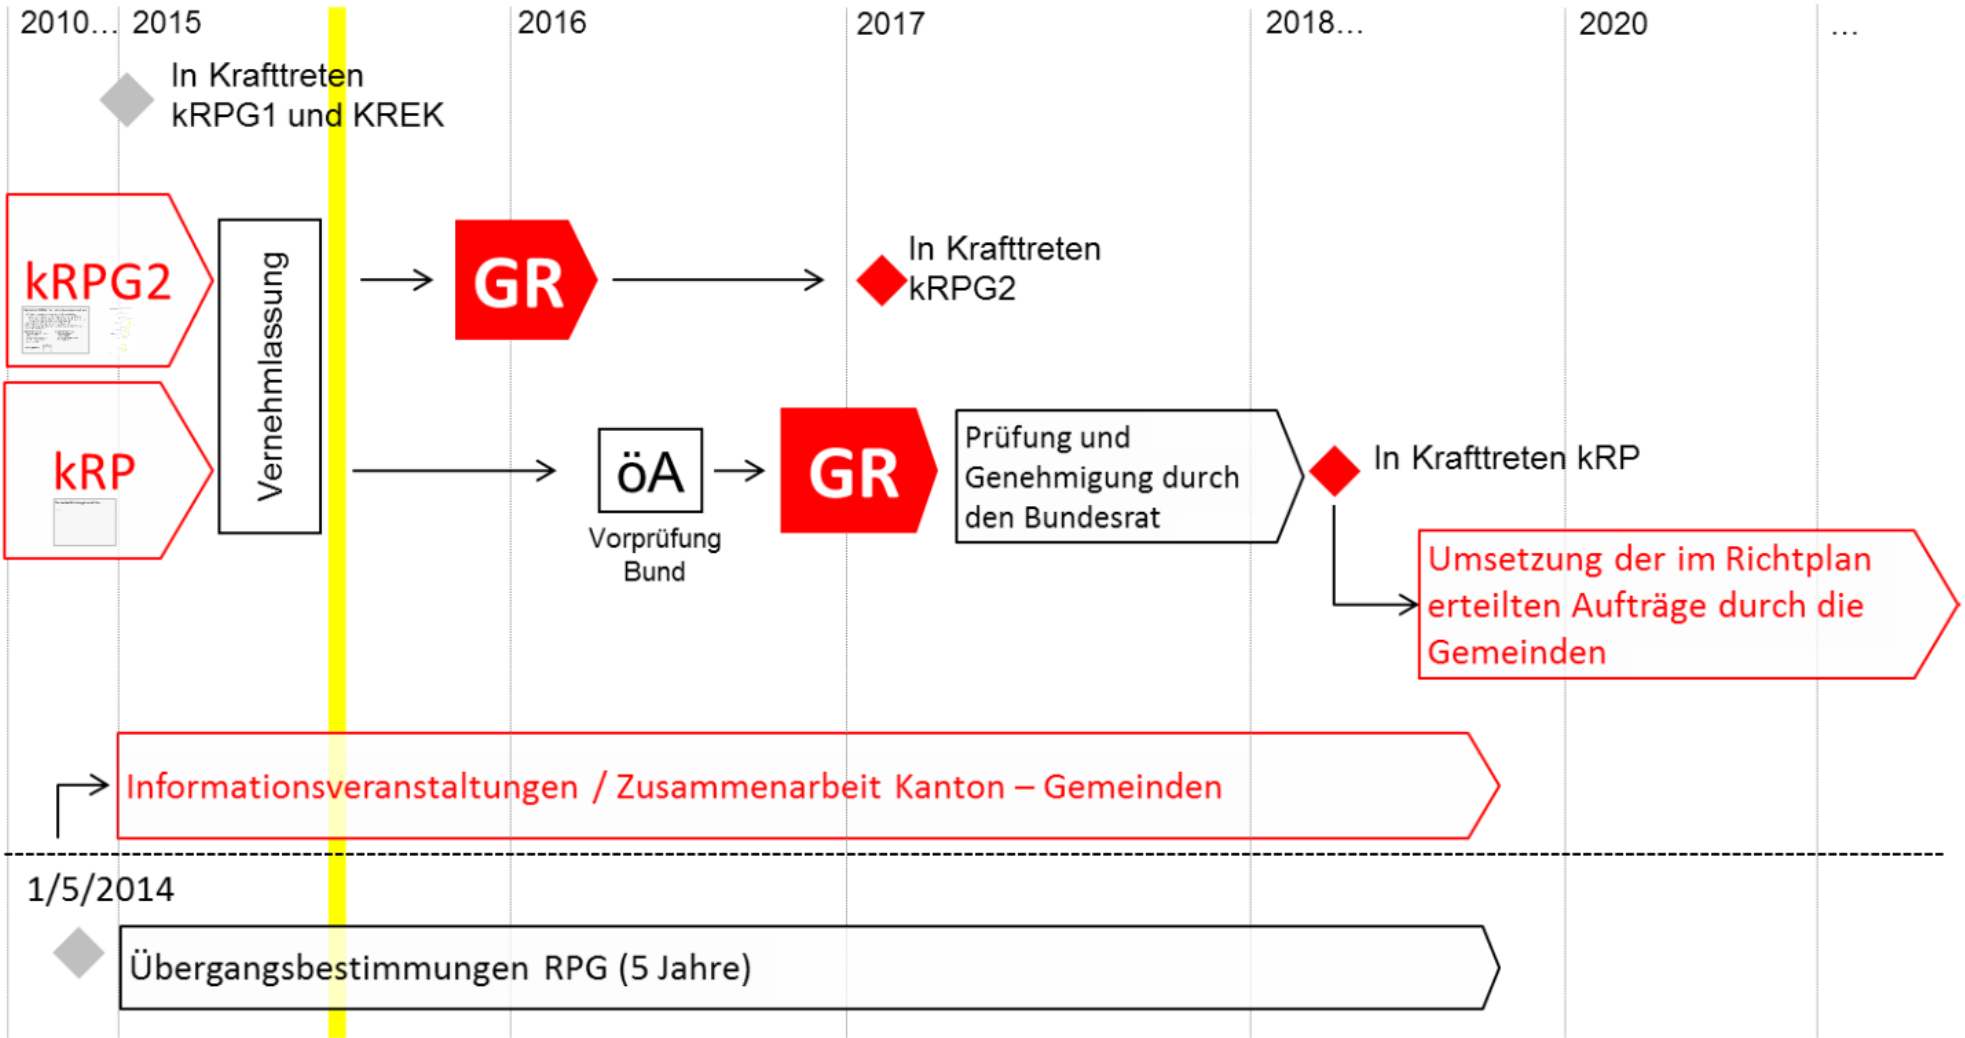 2010... 2015 2016 2017 2018... 2020 ...
In Krafttreten
kRPG1 und KREK
kRPG2
Vernehmlassung
GR
In Krafttreten
kRPG2
kRP
öA
Vorprüfung
Bund
GR
Prüfung und
Genehmigung durch
den Bundesrat
In Krafttreten kRP
Umsetzung der im Richtplan
erteilten Aufträge durch die
Gemeinden
Informationsveranstaltungen / Zusammenarbeit Kanton – Gemeinden
1/5/2014
Übergangsbestimmungen RPG (5 Jahre)